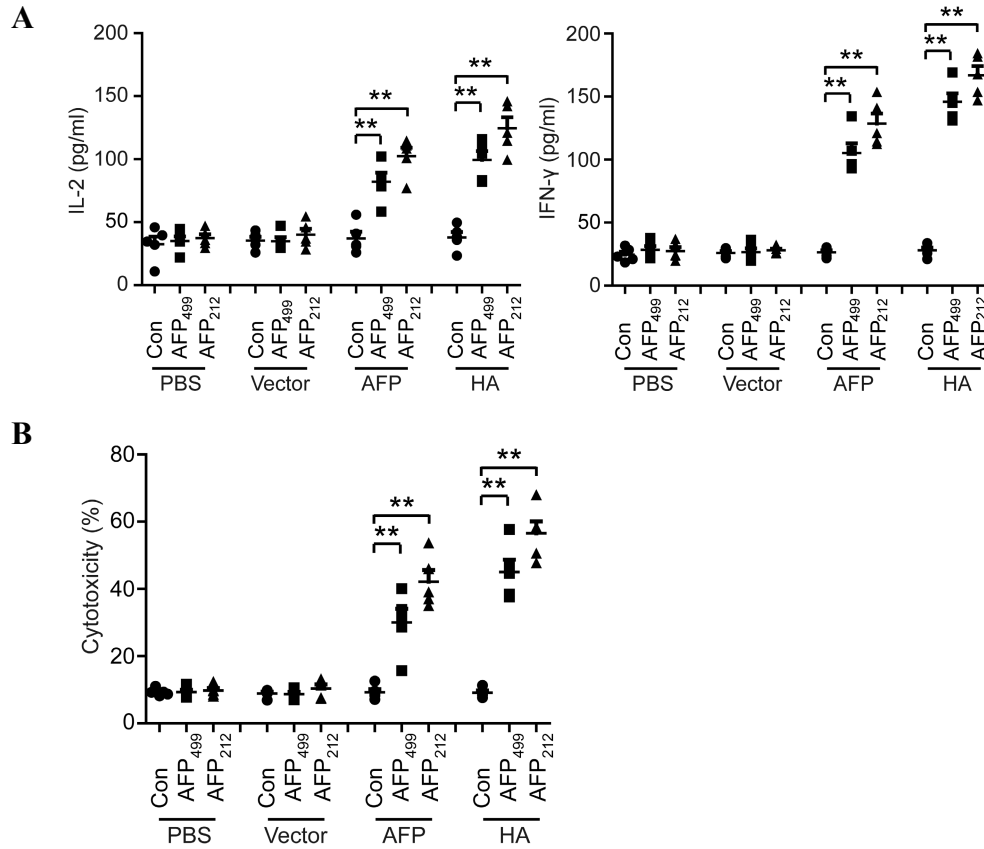 A
200
150
100
50
0
IL-2 (pg/ml)
** ** ** **
Con AFP499 AFP212 Con AFP499 AFP212 Con AFP499 AFP212 Con AFP499 AFP212
PBS Vector AFP HA
200
150
100
50
0
IFN-γ (pg/ml)
** ** ** **
Con AFP499 AFP212 Con AFP499 AFP212 Con AFP499 AFP212 Con AFP499 AFP212
PBS Vector AFP HA
B
80
60
40
20
0
Cytotoxicity (%)
** ** ** **
Con AFP499 AFP212 Con AFP499 AFP212 Con AFP499 AFP212 Con AFP499 AFP212
PBS Vector AFP HA